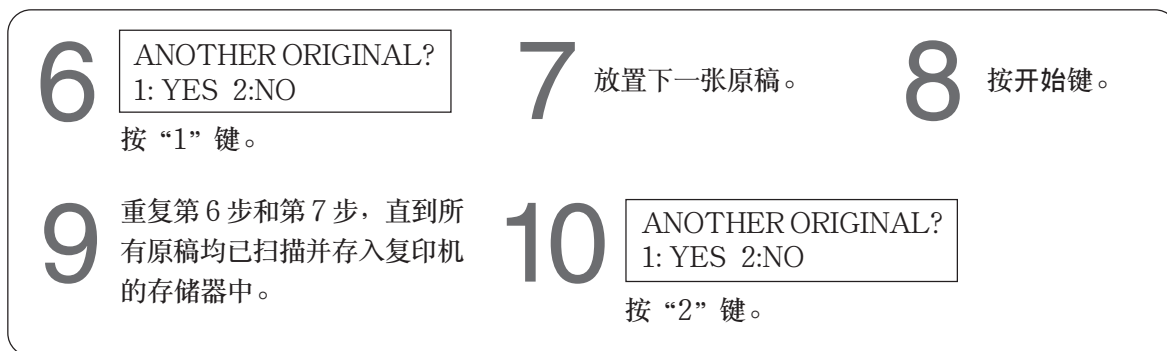 6
ANOTHER ORIGINAL?
1: YES 2:NO
按“1”键。
7
放置下一张原稿。
8
按开始键。
9
重复第6步和第7步，直到所
有原稿均已扫描并存入复印机
的存储器中。
10
ANOTHER ORIGINAL?
1: YES 2:NO
按“2”键。